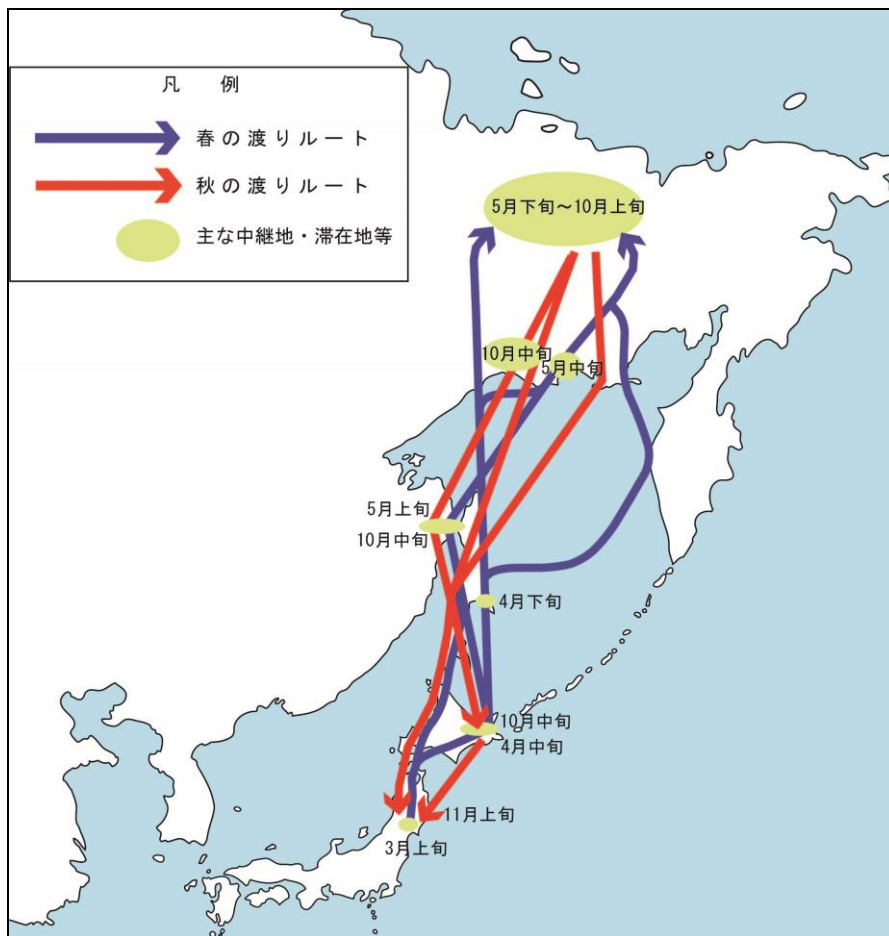 凡 例
春の渡りルート
秋の渡りルート
主な中継地・滞在地等
5月下旬～10月上旬
10月中旬
5月中旬
5月上旬
10月中旬
4月下旬
10月中旬
4月中旬
11月上旬
3月上旬